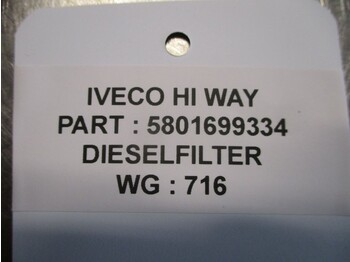 IVECO HI WAY
PART : 5801699334
DIESELFILTER
WG : 716